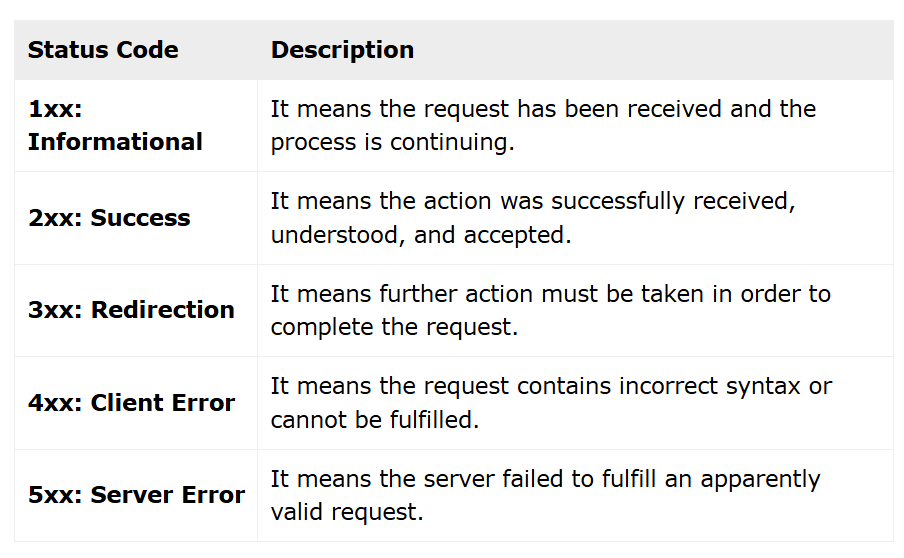 Status Code Description
1xx: Informational It means the request has been received and the process is continuing.
2xx: Success It means the action was successfully received, understood, and accepted.
3xx: Redirection It means further action must be taken in order to complete the request.
4xx: Client Error It means the request contains incorrect syntax or cannot be fulfilled.
5xx: Server Error It means the server failed to fulfill an apparently valid request.